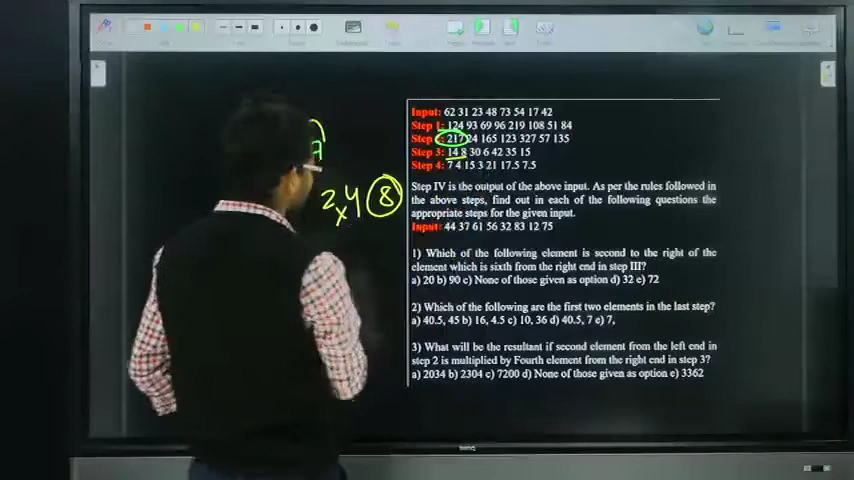 Input: 62 31 23 48 73 54 17 42
Step 1: 124 93 69 96 219 108 51 84
Step 2: 217 24 165 123 327 57 135
Step 3: 14 8 30 6 42 35 15
Step 4: 7 4 15 3 21 17.5 7.5
Step IV is the output of the above input. As per the rules followed in
the above steps, find out in each of the following questions the
appropriate steps for the given input.
Input: 44 37 61 56 32 83 12 75
1) Which of the following element is second to the right of the
element which is sixth from the right end in step III?
a) 20 b) 90 c) None of those given as option d) 32 e) 72
2) Which of the following are the first two elements in the last step?
a) 40.5, 45 b) 16, 4.5 c) 10, 36 d) 40.5, 7 e) 7,
3) What will be the resultant if second element from the left end in
step 2 is multiplied by Fourth element from the right end in step 3?
a) 2034 b) 2304 c) 7200 d) None of those given as option e) 3362
7
2x4 8